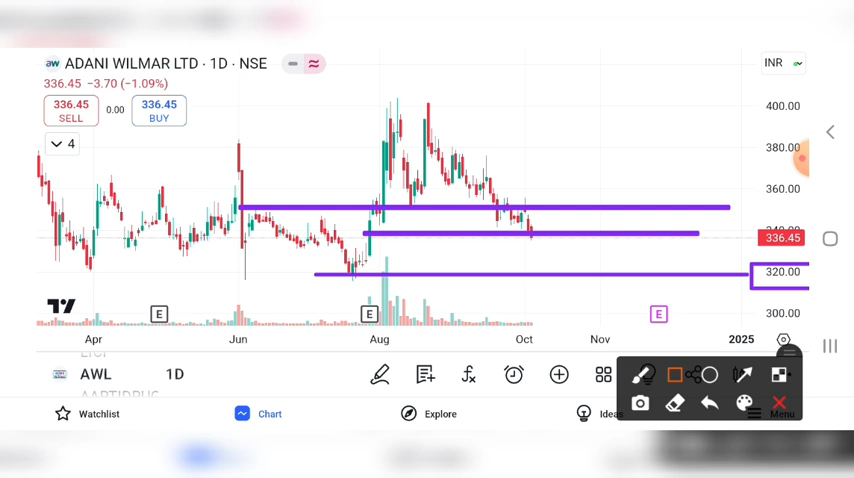 aw ADANI WILMAR LTD · 1D · NSE
INR
336.45 −3.70 (−1.09%)
336.45
SELL
0.00
336.45
BUY
4
400.00
380.00
360.00
336.45
320.00
300.00
E
E
E
Apr
Jun
Aug
Oct
Nov
2025
AWL
1D
Watchlist
Chart
Explore
Ideas
Menu